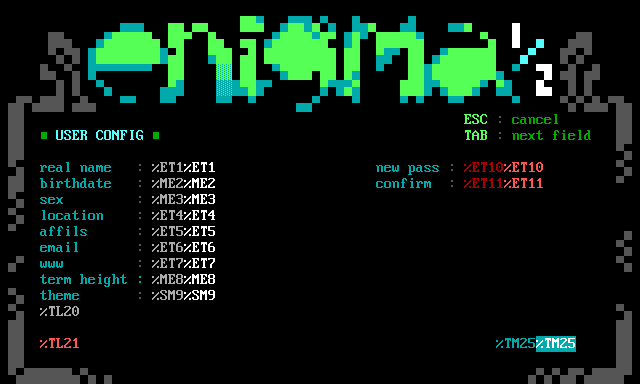 enigma½
ESC : cancel
TAB : next field
USER CONFIG
real name : %ET1%ET1
birthdate : %ME2%ME2
sex : %ME3%ME3
location : %ET4%ET4
affils : %ET5%ET5
email : %ET6%ET6
www : %ET7%ET7
term height : %ME8%ME8
theme : %SM9%SM9
%TL20
%TL21
new pass : %ET10%ET10
confirm : %ET11%ET11
%TM25%TM25